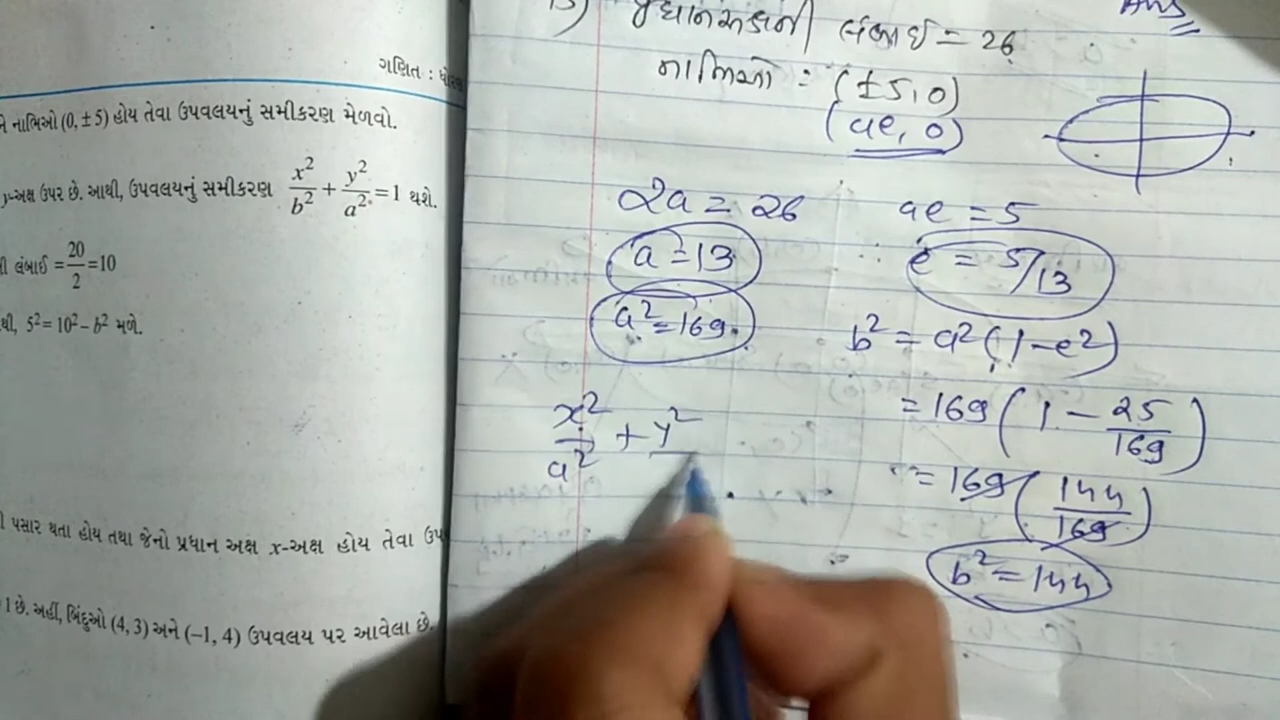 ગણિત : ધોર
ને નાભિઓ (0, ± 5) હોય તેવા ઉપવલયનું સમીકરણ મેળવો.
y-અક્ષ ઉપર છે. આથી, ઉપવલયનું સમીકરણ x²/b² + y²/a² = 1 થશે.
ની લંબાઈ = 20/2 = 10
થી, 5² = 10² – b² મળે.
ી પસાર થતા હોય તથા જેનો પ્રધાન અક્ષ x-અક્ષ હોય તેવા ઉપ
1 છે. અહીં, બિંદુઓ (4, 3) અને (–1, 4) ઉપવલય પર આવેલા છે.
Ans
પ્રધાનઅક્ષની લંબાઈ = 26
નાભિઓ : (±5, 0)
(ae, 0)
2a = 26
a = 13
a² = 169
ae = 5
∴ e = 5/13
b² = a²(1 – e²)
= 169 (1 – 25/169)
= 169 (144/169)
b² = 144
x²/a² + y²